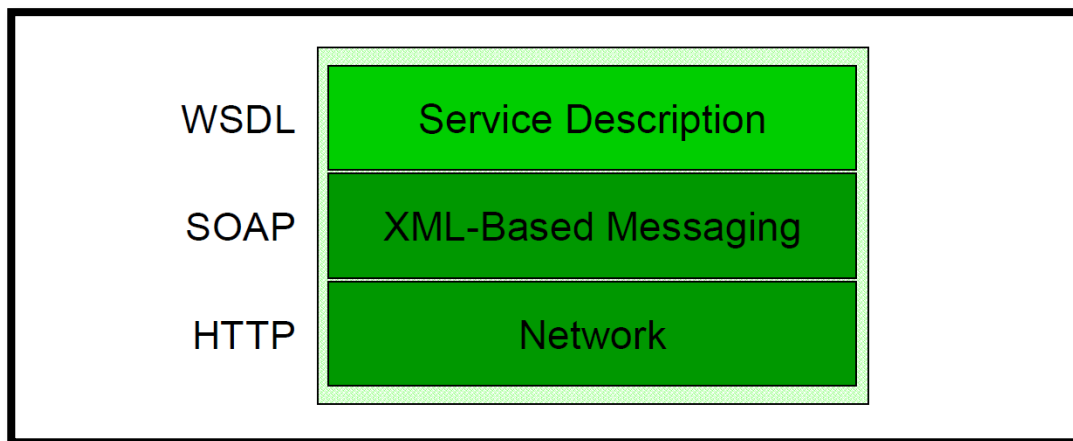 WSDL Service Description
SOAP XML-Based Messaging
HTTP Network